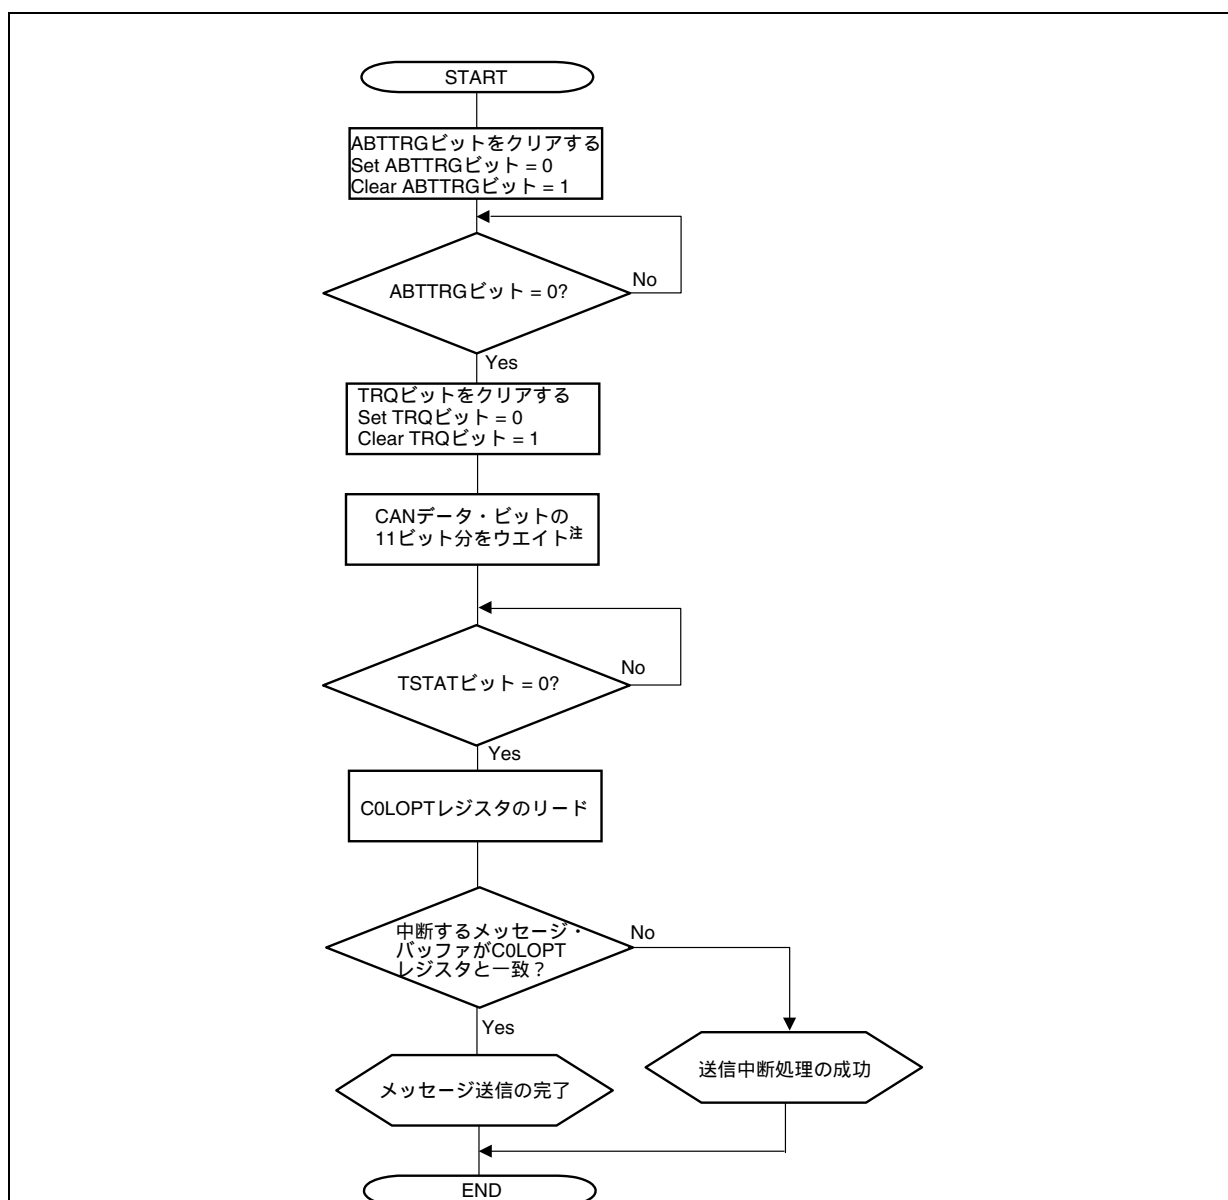 START
ABTTRGビットをクリアする
Set ABTTRGビット = 0
Clear ABTTRGビット = 1
No
ABTTRGビット = 0?
Yes
TRQビットをクリアする
Set TRQビット = 0
Clear TRQビット = 1
CANデータ・ビットの
11ビット分をウエイト注
No
TSTATビット = 0?
Yes
C0LOPTレジスタのリード
中断するメッセージ・
バッファがC0LOPT
レジスタと一致？
No
Yes
送信中断処理の成功
メッセージ送信の完了
END